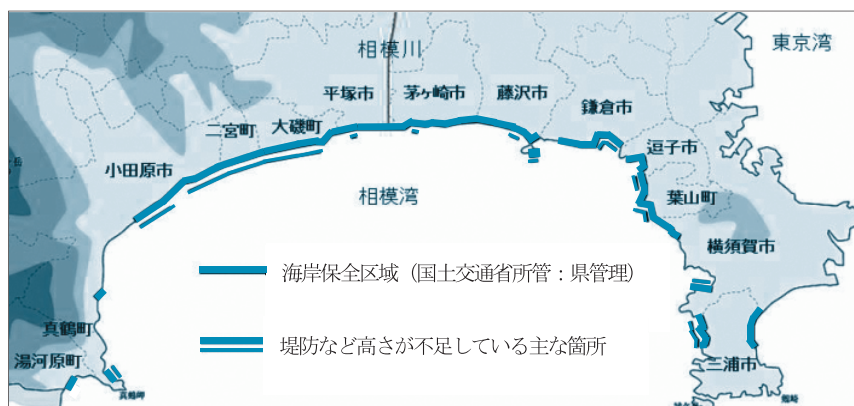 東京湾
相模川
平塚市
茅ヶ崎市
藤沢市
鎌倉市
二宮町
大磯町
逗子市
小田原市
葉山町
相模湾
横須賀市
海岸保全区域（国土交通省所管：県管理）
真鶴町
堤防など高さが不足している主な箇所
湯河原町
三浦市
真鶴岬